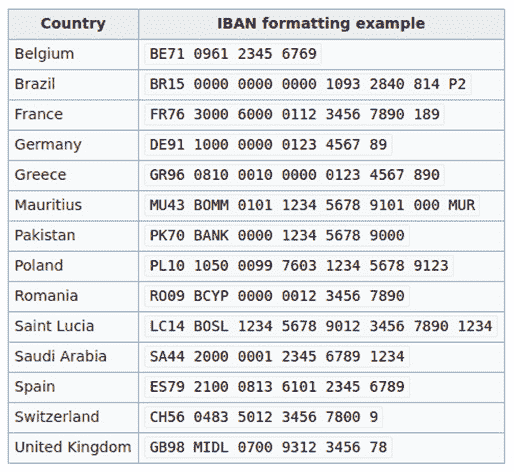 Country IBAN formatting example
Belgium BE71 0961 2345 6769
Brazil BR15 0000 0000 0000 1093 2840 814 P2
France FR76 3000 6000 0112 3456 7890 189
Germany DE91 1000 0000 0123 4567 89
Greece GR96 0810 0010 0000 0123 4567 890
Mauritius MU43 BOMM 0101 1234 5678 9101 000 MUR
Pakistan PK70 BANK 0000 1234 5678 9000
Poland PL10 1050 0099 7603 1234 5678 9123
Romania RO09 BCYP 0000 0012 3456 7890
Saint Lucia LC14 BOSL 1234 5678 9012 3456 7890 1234
Saudi Arabia SA44 2000 0001 2345 6789 1234
Spain ES79 2100 0813 6101 2345 6789
Switzerland CH56 0483 5012 3456 7800 9
United Kingdom GB98 MIDL 0700 9312 3456 78